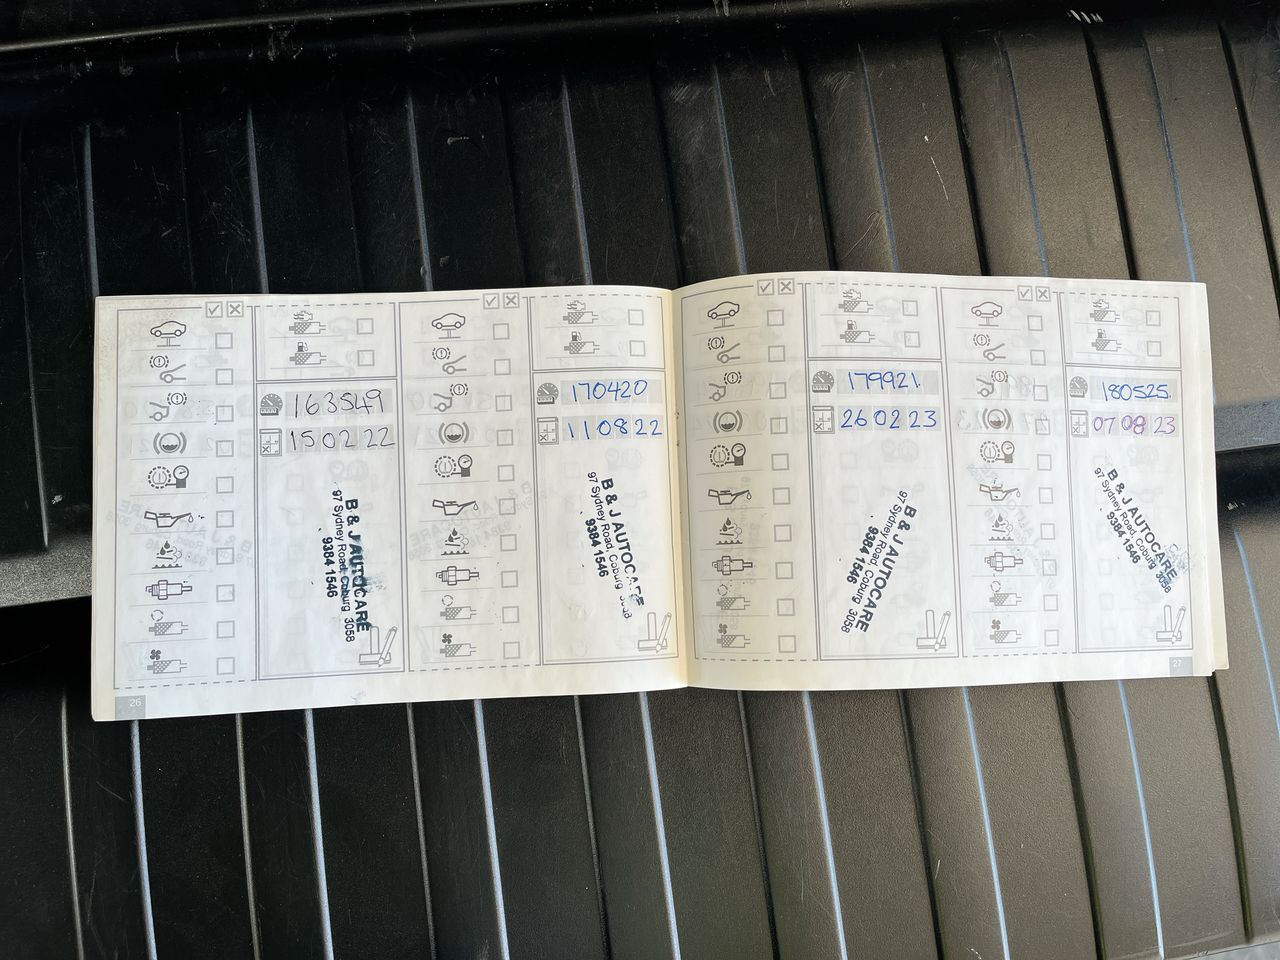 163549
15 02 22
B & J AUTOCARE
97 Sydney Road, Coburg 3058
9384 1546
26
170420
11 08 22
B & J AUTOCARE
97 Sydney Road, Coburg 3058
9384 1546
179921.
26 02 23
B & J AUTOCARE
97 Sydney Road, Coburg 3058
9384 1546
180525.
07 08 23
B & J AUTOCARE
97 Sydney Road, Coburg 3058
9384 1546
27